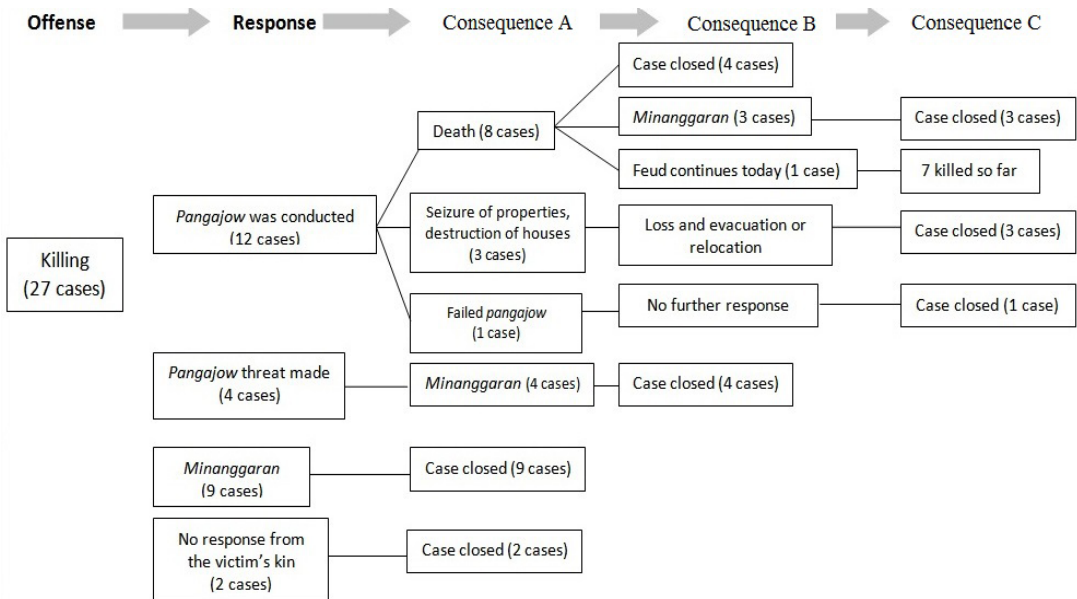 Offense
Response
Consequence A
Consequence B
Consequence C
Killing
(27 cases)
Pangajow was conducted
(12 cases)
Death (8 cases)
Case closed (4 cases)
Minanggaran (3 cases)
Case closed (3 cases)
Feud continues today (1 case)
7 killed so far
Seizure of properties,
destruction of houses
(3 cases)
Loss and evacuation or
relocation
Case closed (3 cases)
Failed pangajow
(1 case)
No further response
Case closed (1 case)
Pangajow threat made
(4 cases)
Minanggaran (4 cases)
Case closed (4 cases)
Minanggaran
(9 cases)
Case closed (9 cases)
No response from
the victim's kin
(2 cases)
Case closed (2 cases)